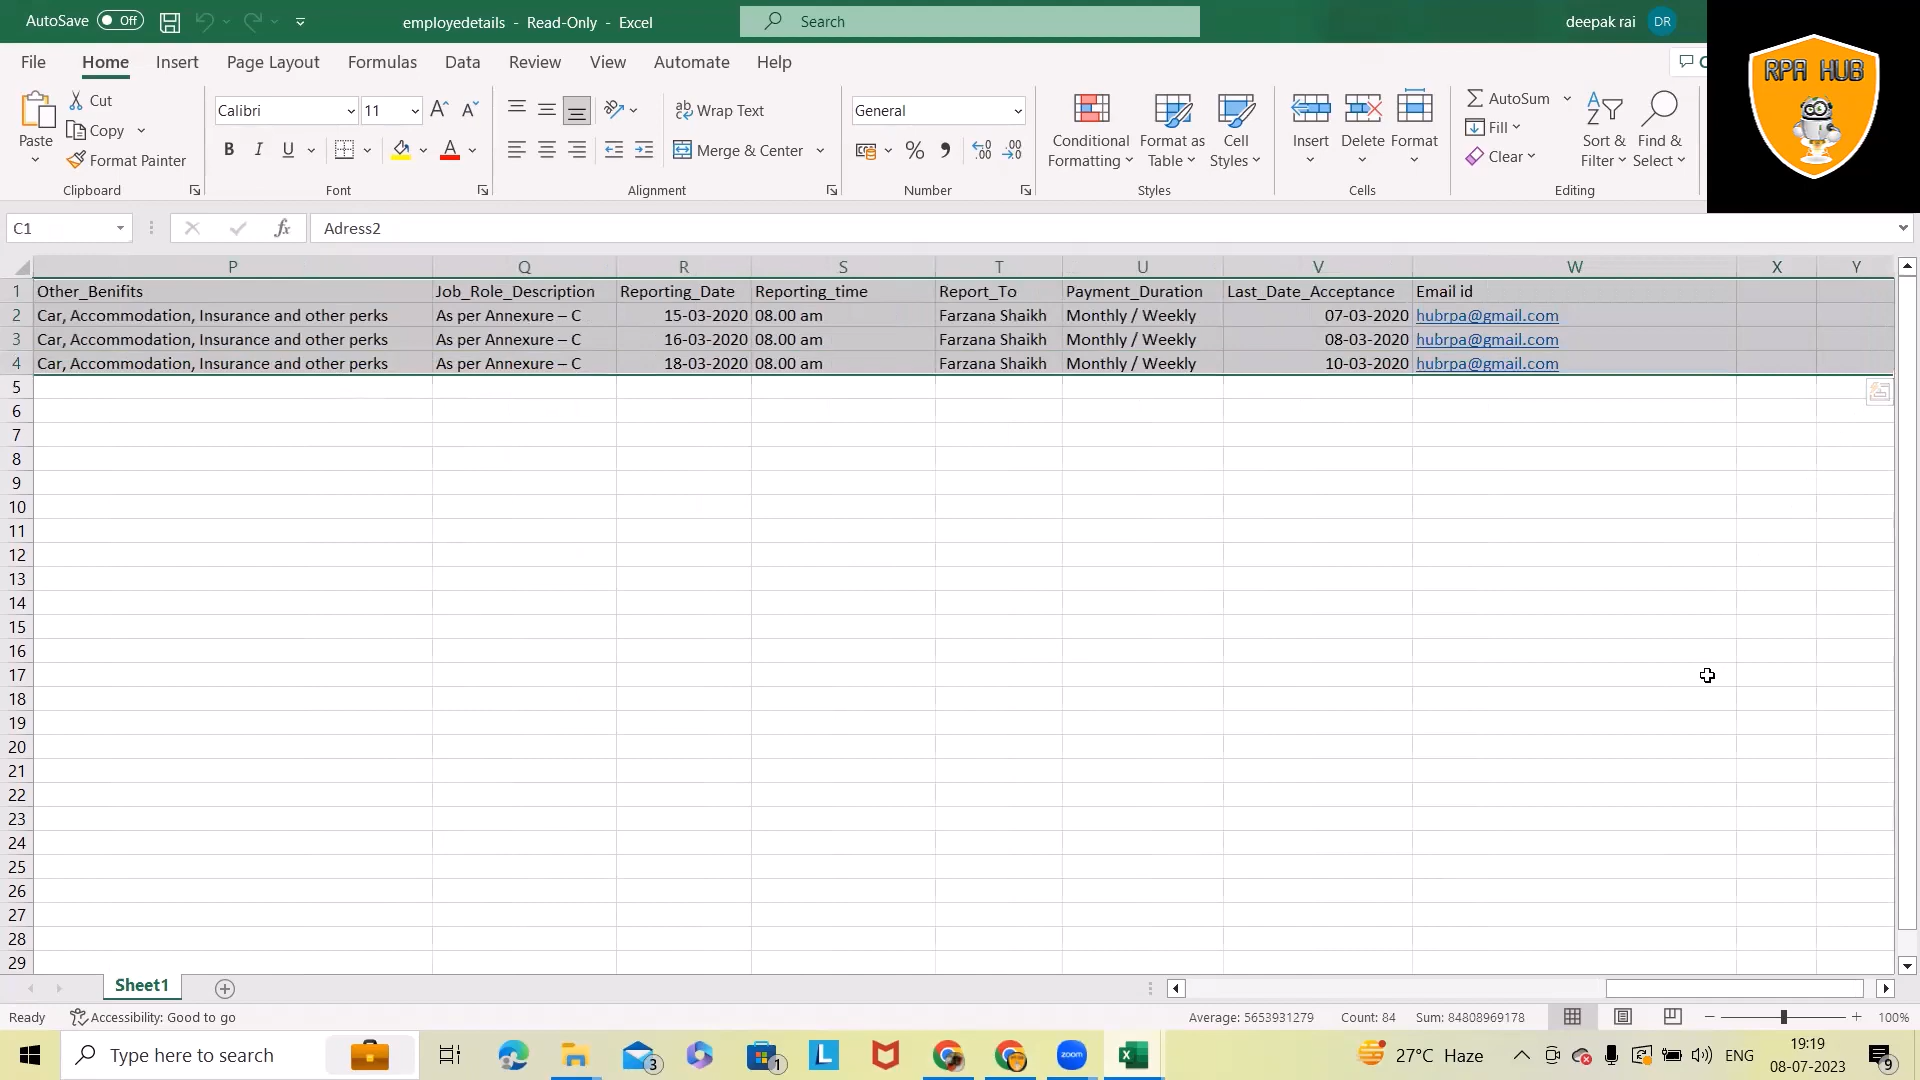 AutoSave Off employedetails - Read-Only - Excel Search deepak rai DR
RPA HUB
File Home Insert Page Layout Formulas Data Review View Automate Help
Paste Cut Copy Format Painter Clipboard
Calibri 11 A^ A B I U A Font
ab Wrap Text Merge & Center Alignment
General % Number
Conditional Formatting Format as Table Cell Styles Styles
Insert Delete Format Cells
AutoSum Fill Clear Sort & Filter Find & Select Editing
C1 fx Adress2
P Q R S T U V W X Y
1 Other_Benifits Job_Role_Description Reporting_Date Reporting_time Report_To Payment_Duration Last_Date_Acceptance Email id
2 Car, Accommodation, Insurance and other perks As per Annexure – C 15-03-2020 08.00 am Farzana Shaikh Monthly / Weekly 07-03-2020 hubrpa@gmail.com
3 Car, Accommodation, Insurance and other perks As per Annexure – C 16-03-2020 08.00 am Farzana Shaikh Monthly / Weekly 08-03-2020 hubrpa@gmail.com
4 Car, Accommodation, Insurance and other perks As per Annexure – C 18-03-2020 08.00 am Farzana Shaikh Monthly / Weekly 10-03-2020 hubrpa@gmail.com
5
6
7
8
9
10
11
12
13
14
15
16
17
18
19
20
21
22
23
24
25
26
27
28
29
Sheet1
Ready Accessibility: Good to go Average: 5653931279 Count: 84 Sum: 84808969178 100%
Type here to search 3 1 L zoom 27°C Haze ENG 19:19
08-07-2023 9